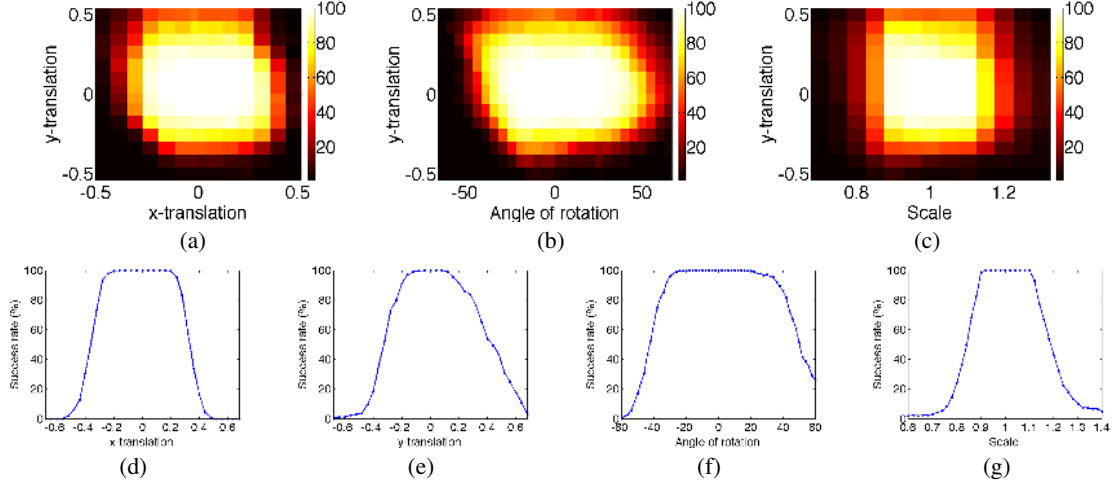 0.5
0
-0.5
y-translation
-0.5 0 0.5
x-translation
100
80
60
40
20
(a)
0.5
0
-0.5
y-translation
-50 0 50
Angle of rotation
100
80
60
40
20
(b)
0.5
0
-0.5
y-translation
0.8 1 1.2
Scale
100
80
60
40
20
(c)
100
80
60
40
20
0
Success rate (%)
-0.6 -0.4 -0.2 0 0.2 0.4 0.6
x-translation
(d)
100
80
60
40
20
0
Success rate (%)
-0.6 -0.4 -0.2 0 0.2 0.4 0.6
y-translation
(e)
100
80
60
40
20
0
Success rate (%)
-60 -40 -20 0 20 40 60
Angle of rotation
(f)
100
80
60
40
20
0
Success rate (%)
0.6 0.7 0.8 0.9 1 1.1 1.2 1.3 1.4
Scale
(g)